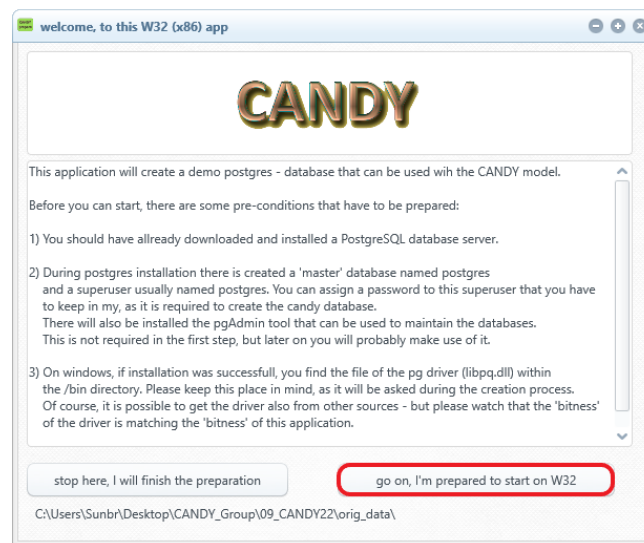 welcome, to this W32 (x86) app
CANDY
This application will create a demo postgres - database that can be used wih the CANDY model.
Before you can start, there are some pre-conditions that have to be prepared:
1) You should have allready downloaded and installed a PostgreSQL database server.
2) During postgres installation there is created a 'master' database named postgres
and a superuser usually named postgres. You can assign a password to this superuser that you have
to keep in my, as it is required to create the candy database.
There will also be installed the pgAdmin tool that can be used to maintain the databases.
This is not required in the first step, but later on you will probably make use of it.
3) On windows, if installation was successfull, you find the file of the pg driver (libpq.dll) within
the /bin directory. Please keep this place in mind, as it will be asked during the creation process.
Of course, it is possible to get the driver also from other sources - but please watch that the 'bitness'
of the driver is matching the 'bitness' of this application.
stop here, I will finish the preparation
go on, I'm prepared to start on W32
C:\Users\Sunbr\Desktop\CANDY_Group\09_CANDY22\orig_data\